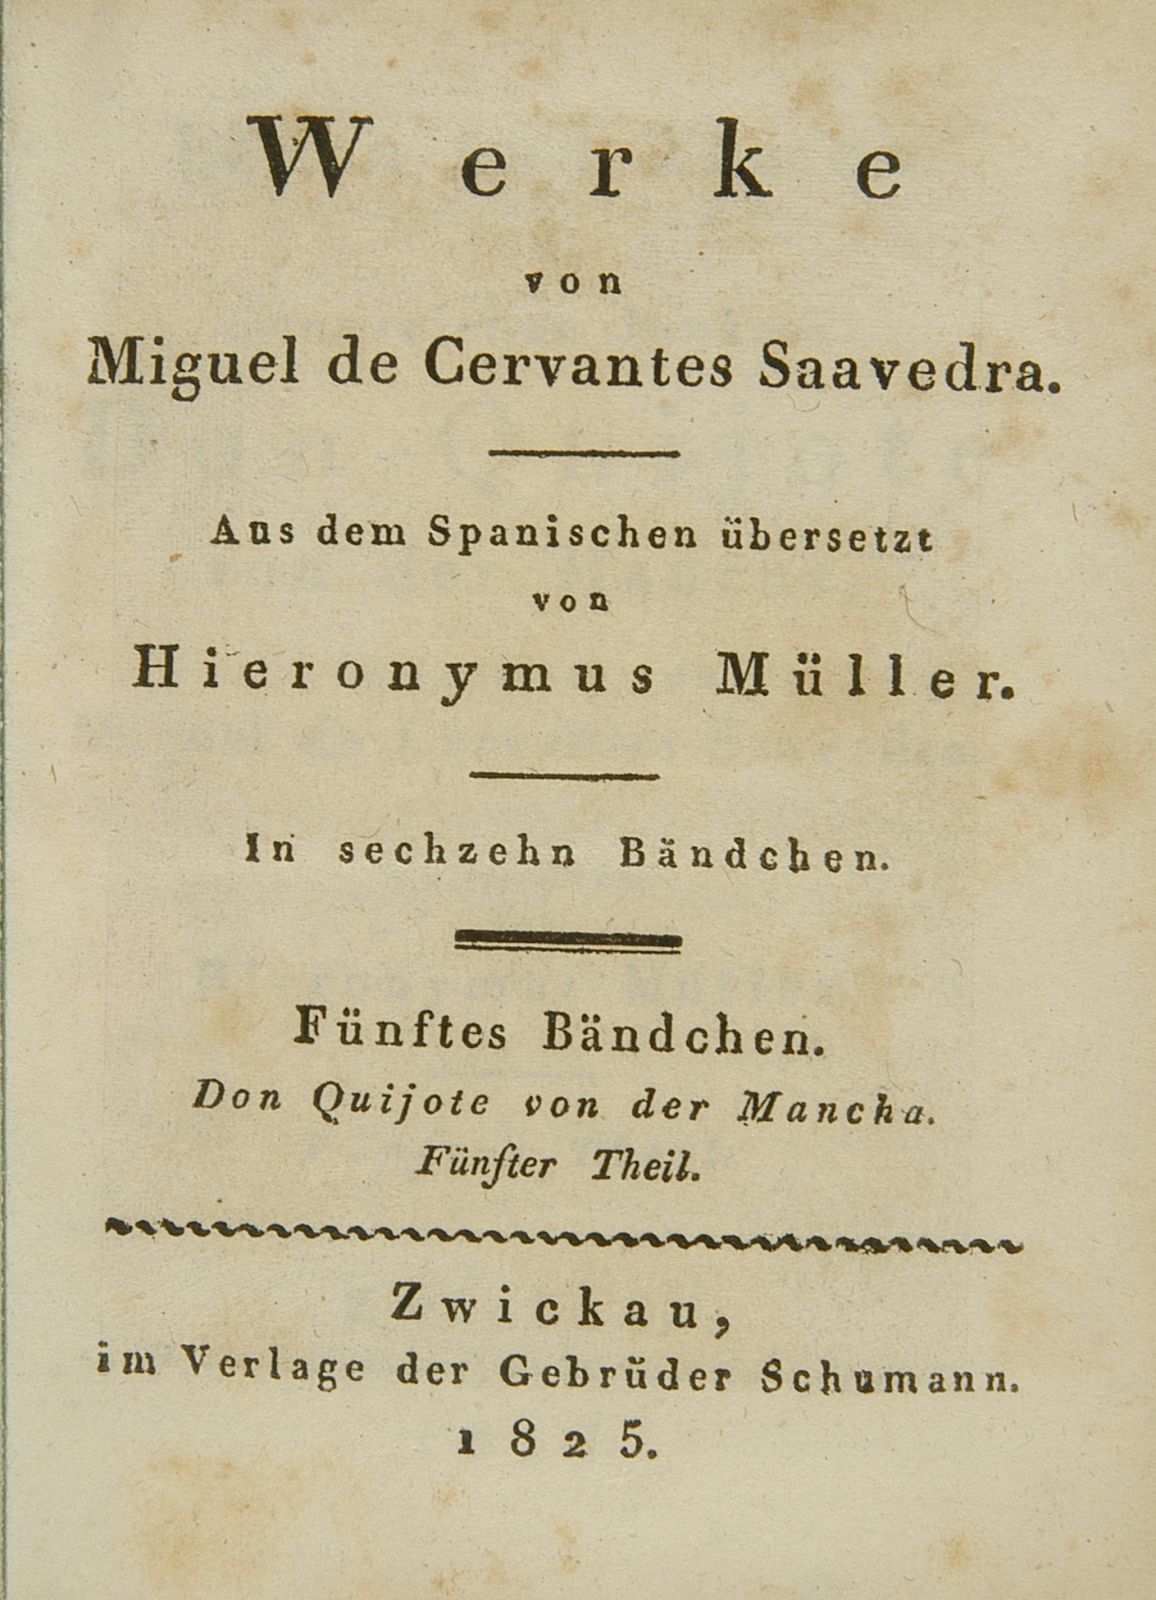 Werke
von
Miguel de Cervantes Saavedra.
Aus dem Spanischen übersetzt
von
Hieronymus Müller.
In sechzehn Bändchen.
Fünftes Bändchen.
Don Quijote von der Mancha.
Fünfter Theil.
Zwickau,
im Verlage der Gebrüder Schumann.
1825.